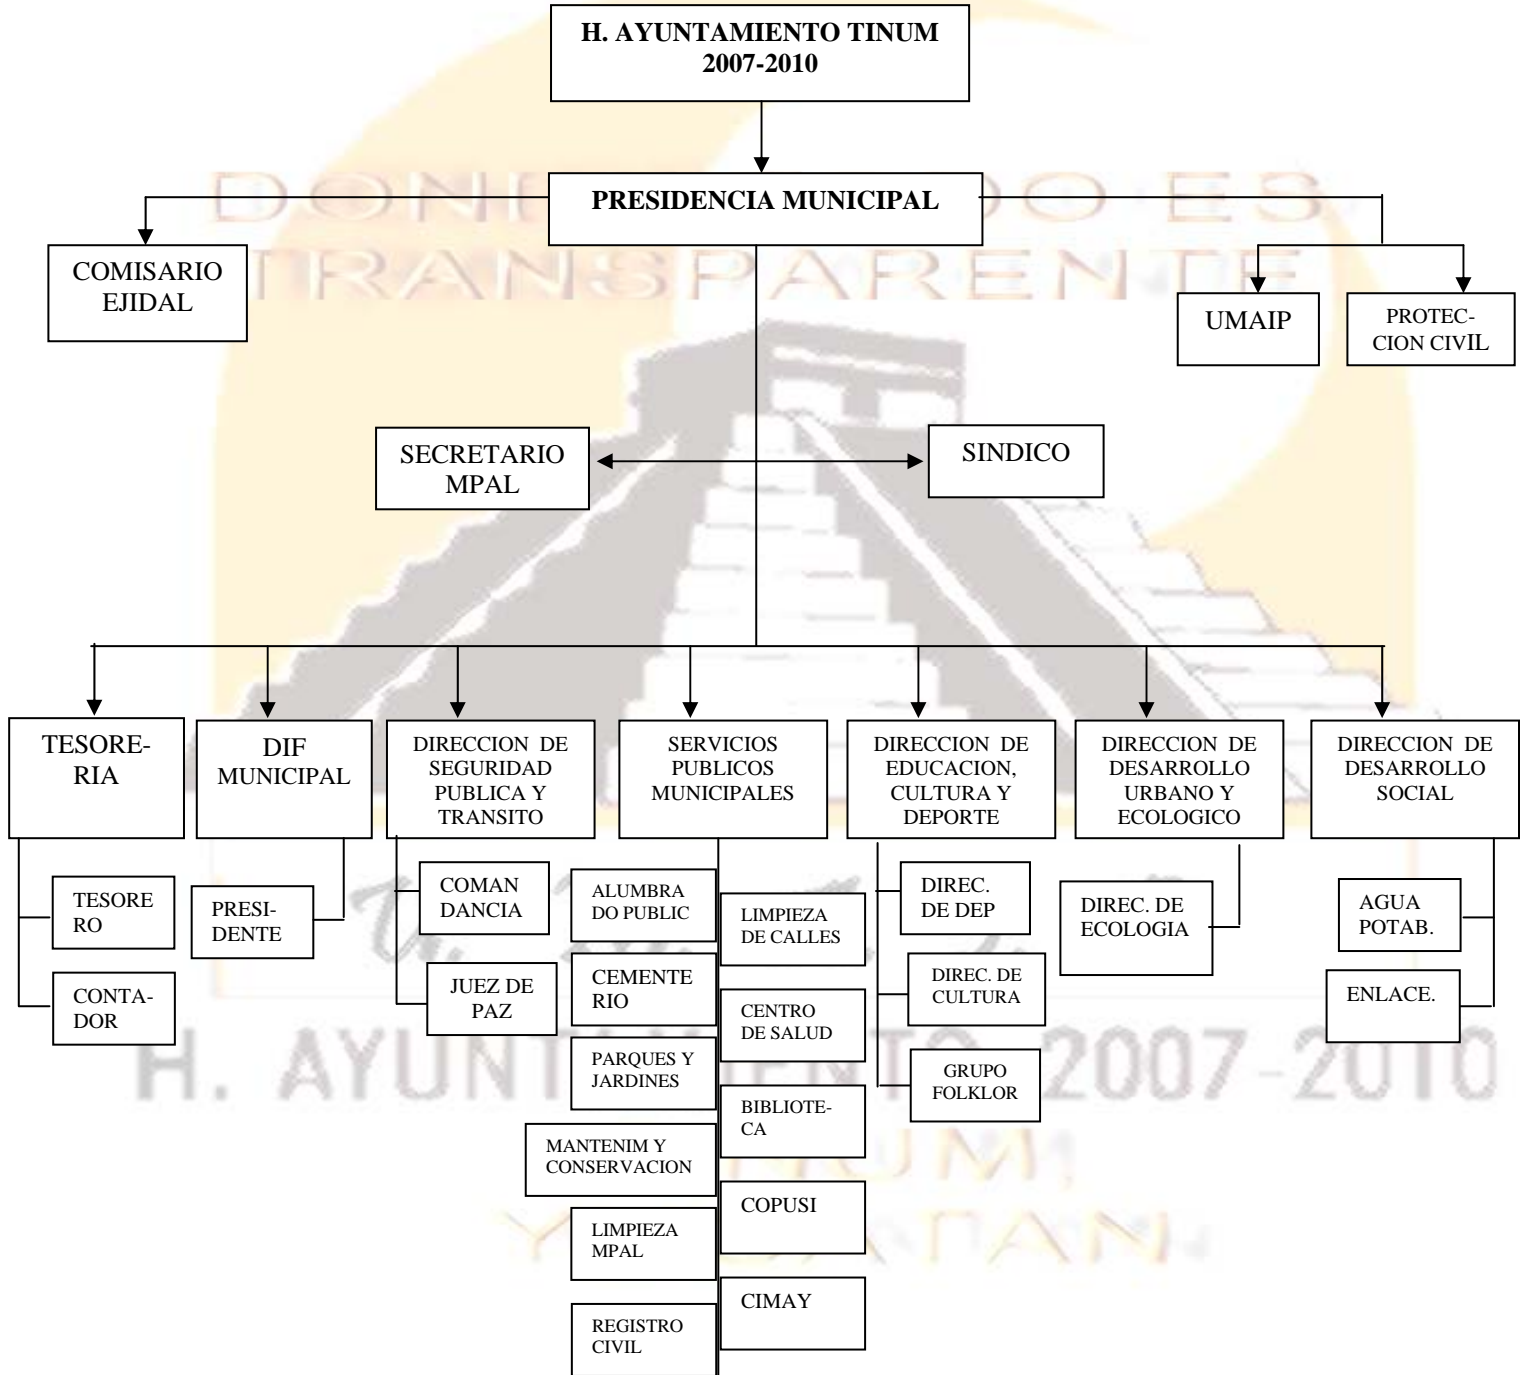 H. AYUNTAMIENTO TINUM
2007-2010
PRESIDENCIA MUNICIPAL
COMISARIO
EJIDAL
UMAIP
PROTEC-
CION CIVIL
SECRETARIO
MPAL
SINDICO
TESORE-
RIA
DIF
MUNICIPAL
DIRECCION DE
SEGURIDAD
PUBLICA Y
TRANSITO
SERVICIOS
PUBLICOS
MUNICIPALES
DIRECCION DE
EDUCACION,
CULTURA Y
DEPORTE
DIRECCION DE
DESARROLLO
URBANO Y
ECOLOGICO
DIRECCION DE
DESARROLLO
SOCIAL
TESORE
RO
CONTA-
DOR
PRESI-
DENTE
COMAN
DANCIA
JUEZ DE
PAZ
ALUMBRA
DO PUBLIC
CEMENTE
RIO
PARQUES Y
JARDINES
MANTENIM Y
CONSERVACION
LIMPIEZA
MPAL
REGISTRO
CIVIL
LIMPIEZA
DE CALLES
CENTRO
DE SALUD
BIBLIOTE-
CA
COPUSI
CIMAY
DIREC.
DE DEP
DIREC. DE
CULTURA
GRUPO
FOLKLOR
DIREC. DE
ECOLOGIA
AGUA
POTAB.
ENLACE.
ES
TRANSPARENTE
H. AYUNTAMIENTO 2007-2010